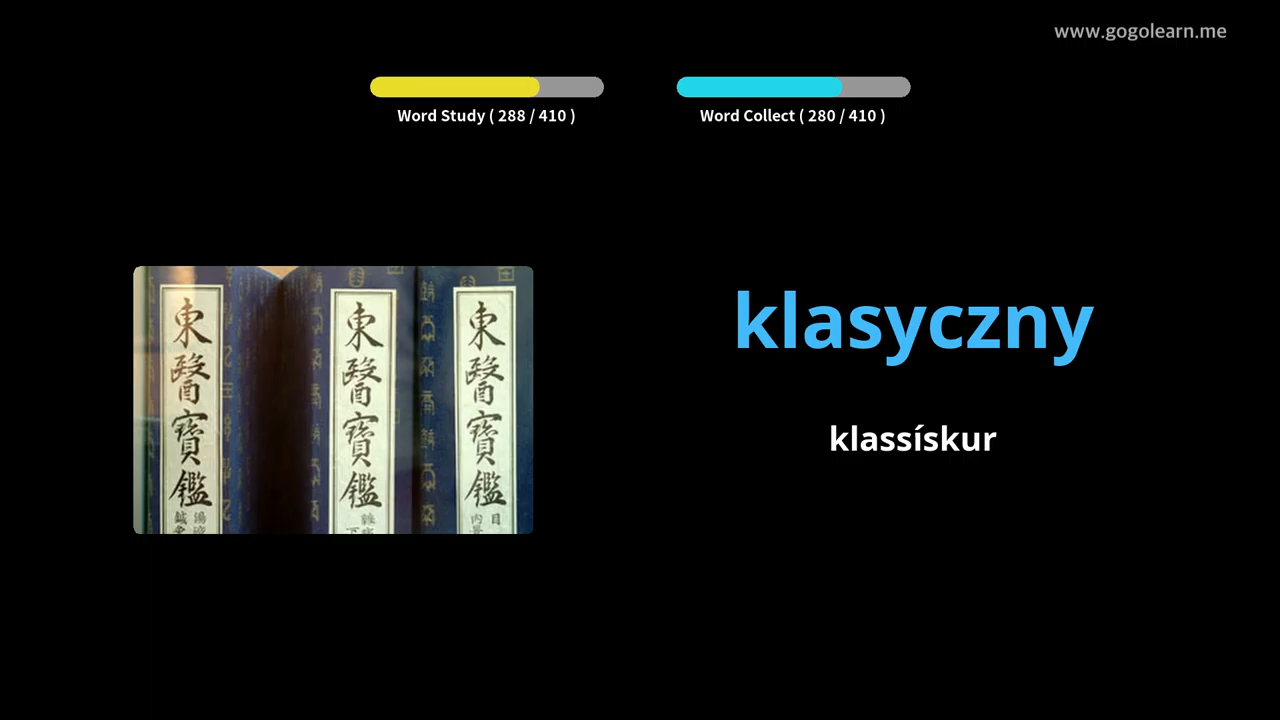 www.gogolearn.me
Word Study ( 288 / 410 )
Word Collect ( 280 / 410 )
東醫寶鑑
東醫寶鑑
東醫寶鑑
klasyczny
klassískur